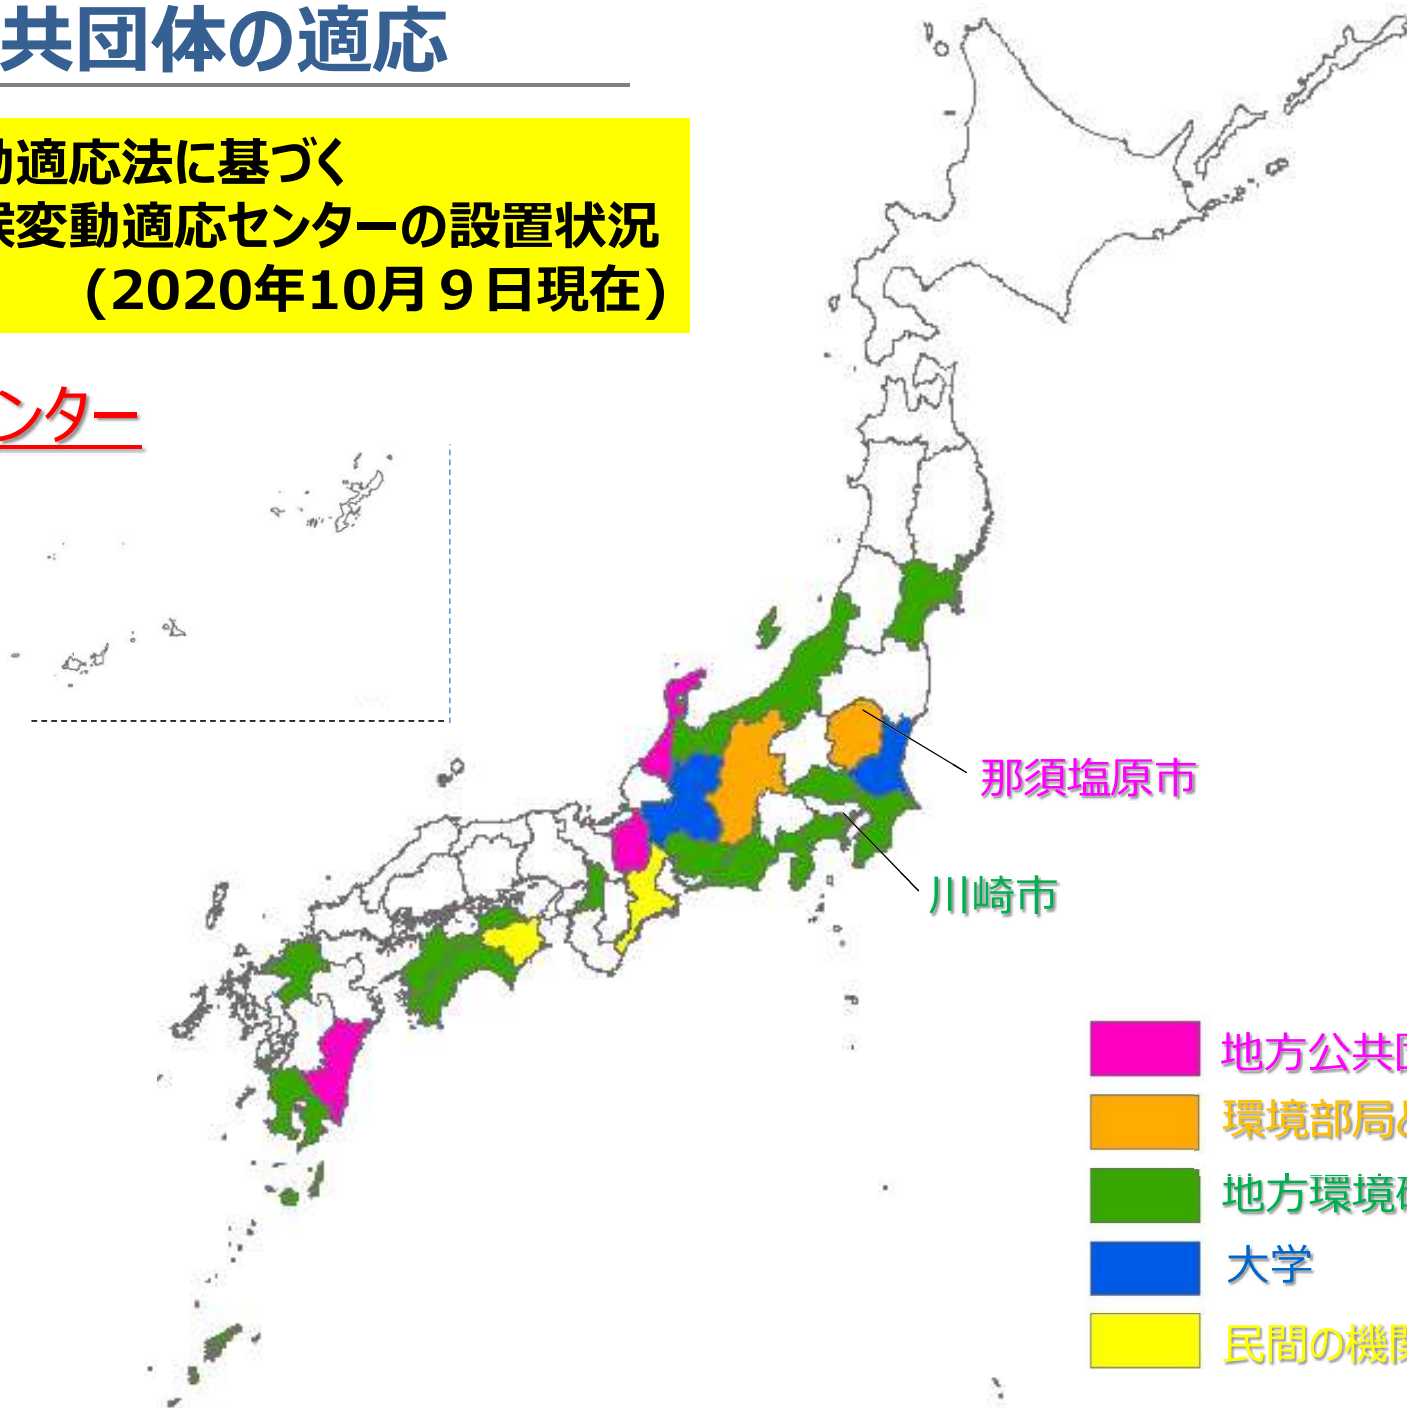 共団体の適応
動適応法に基づく
候変動適応センターの設置状況
(2020年10月９日現在)
ンター
那須塩原市
川崎市
地方公共団
環境部局
地方環境
大学
民間の機関